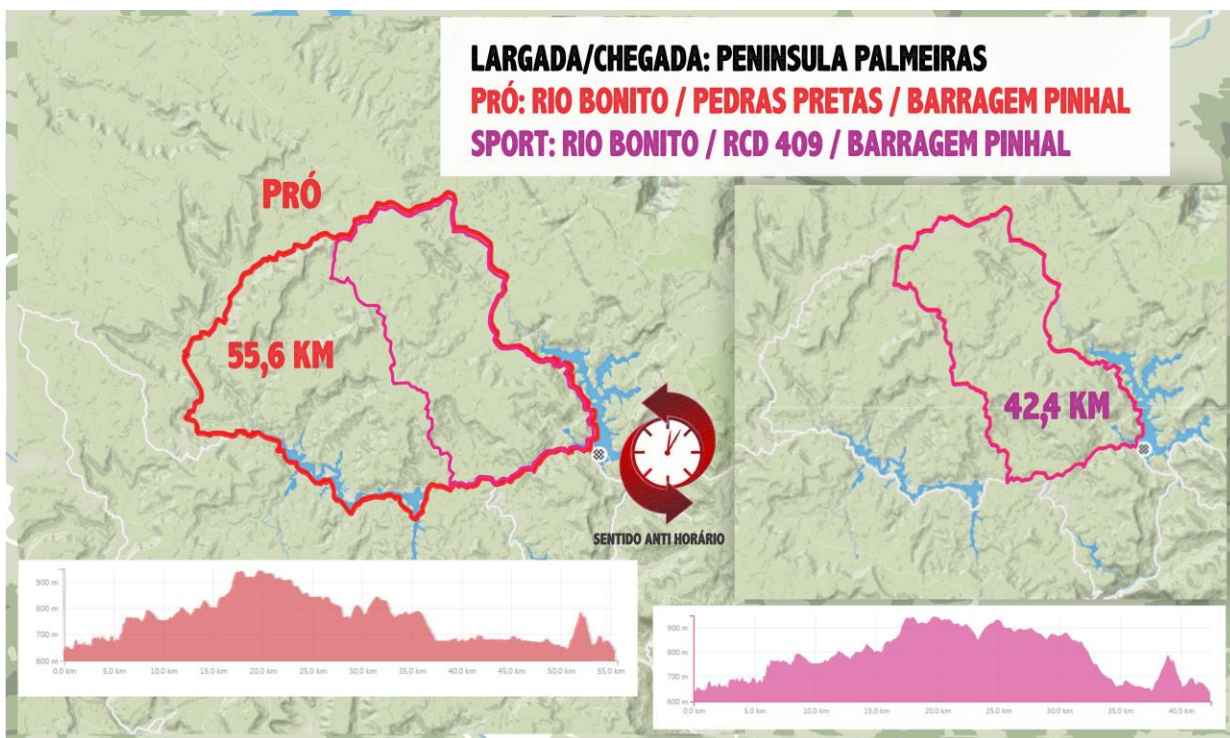 LARGADA/CHEGADA: PENINSULA PALMEIRAS
PRÓ: RIO BONITO / PEDRAS PRETAS / BARRAGEM PINHAL
SPORT: RIO BONITO / RCD 409 / BARRAGEM PINHAL
PRÓ
55,6 KM
42,4 KM
SENTIDO ANTI HORÁRIO
900 m
800 m
700 m
600 m
0,0 km 5,0 km 10,0 km 15,0 km 20,0 km 25,0 km 30,0 km 35,0 km 40,0 km 45,0 km 50,0 km 55,0 km
900 m
800 m
700 m
600 m
0,0 km 5,0 km 10,0 km 15,0 km 20,0 km 25,0 km 30,0 km 35,0 km 40,0 km